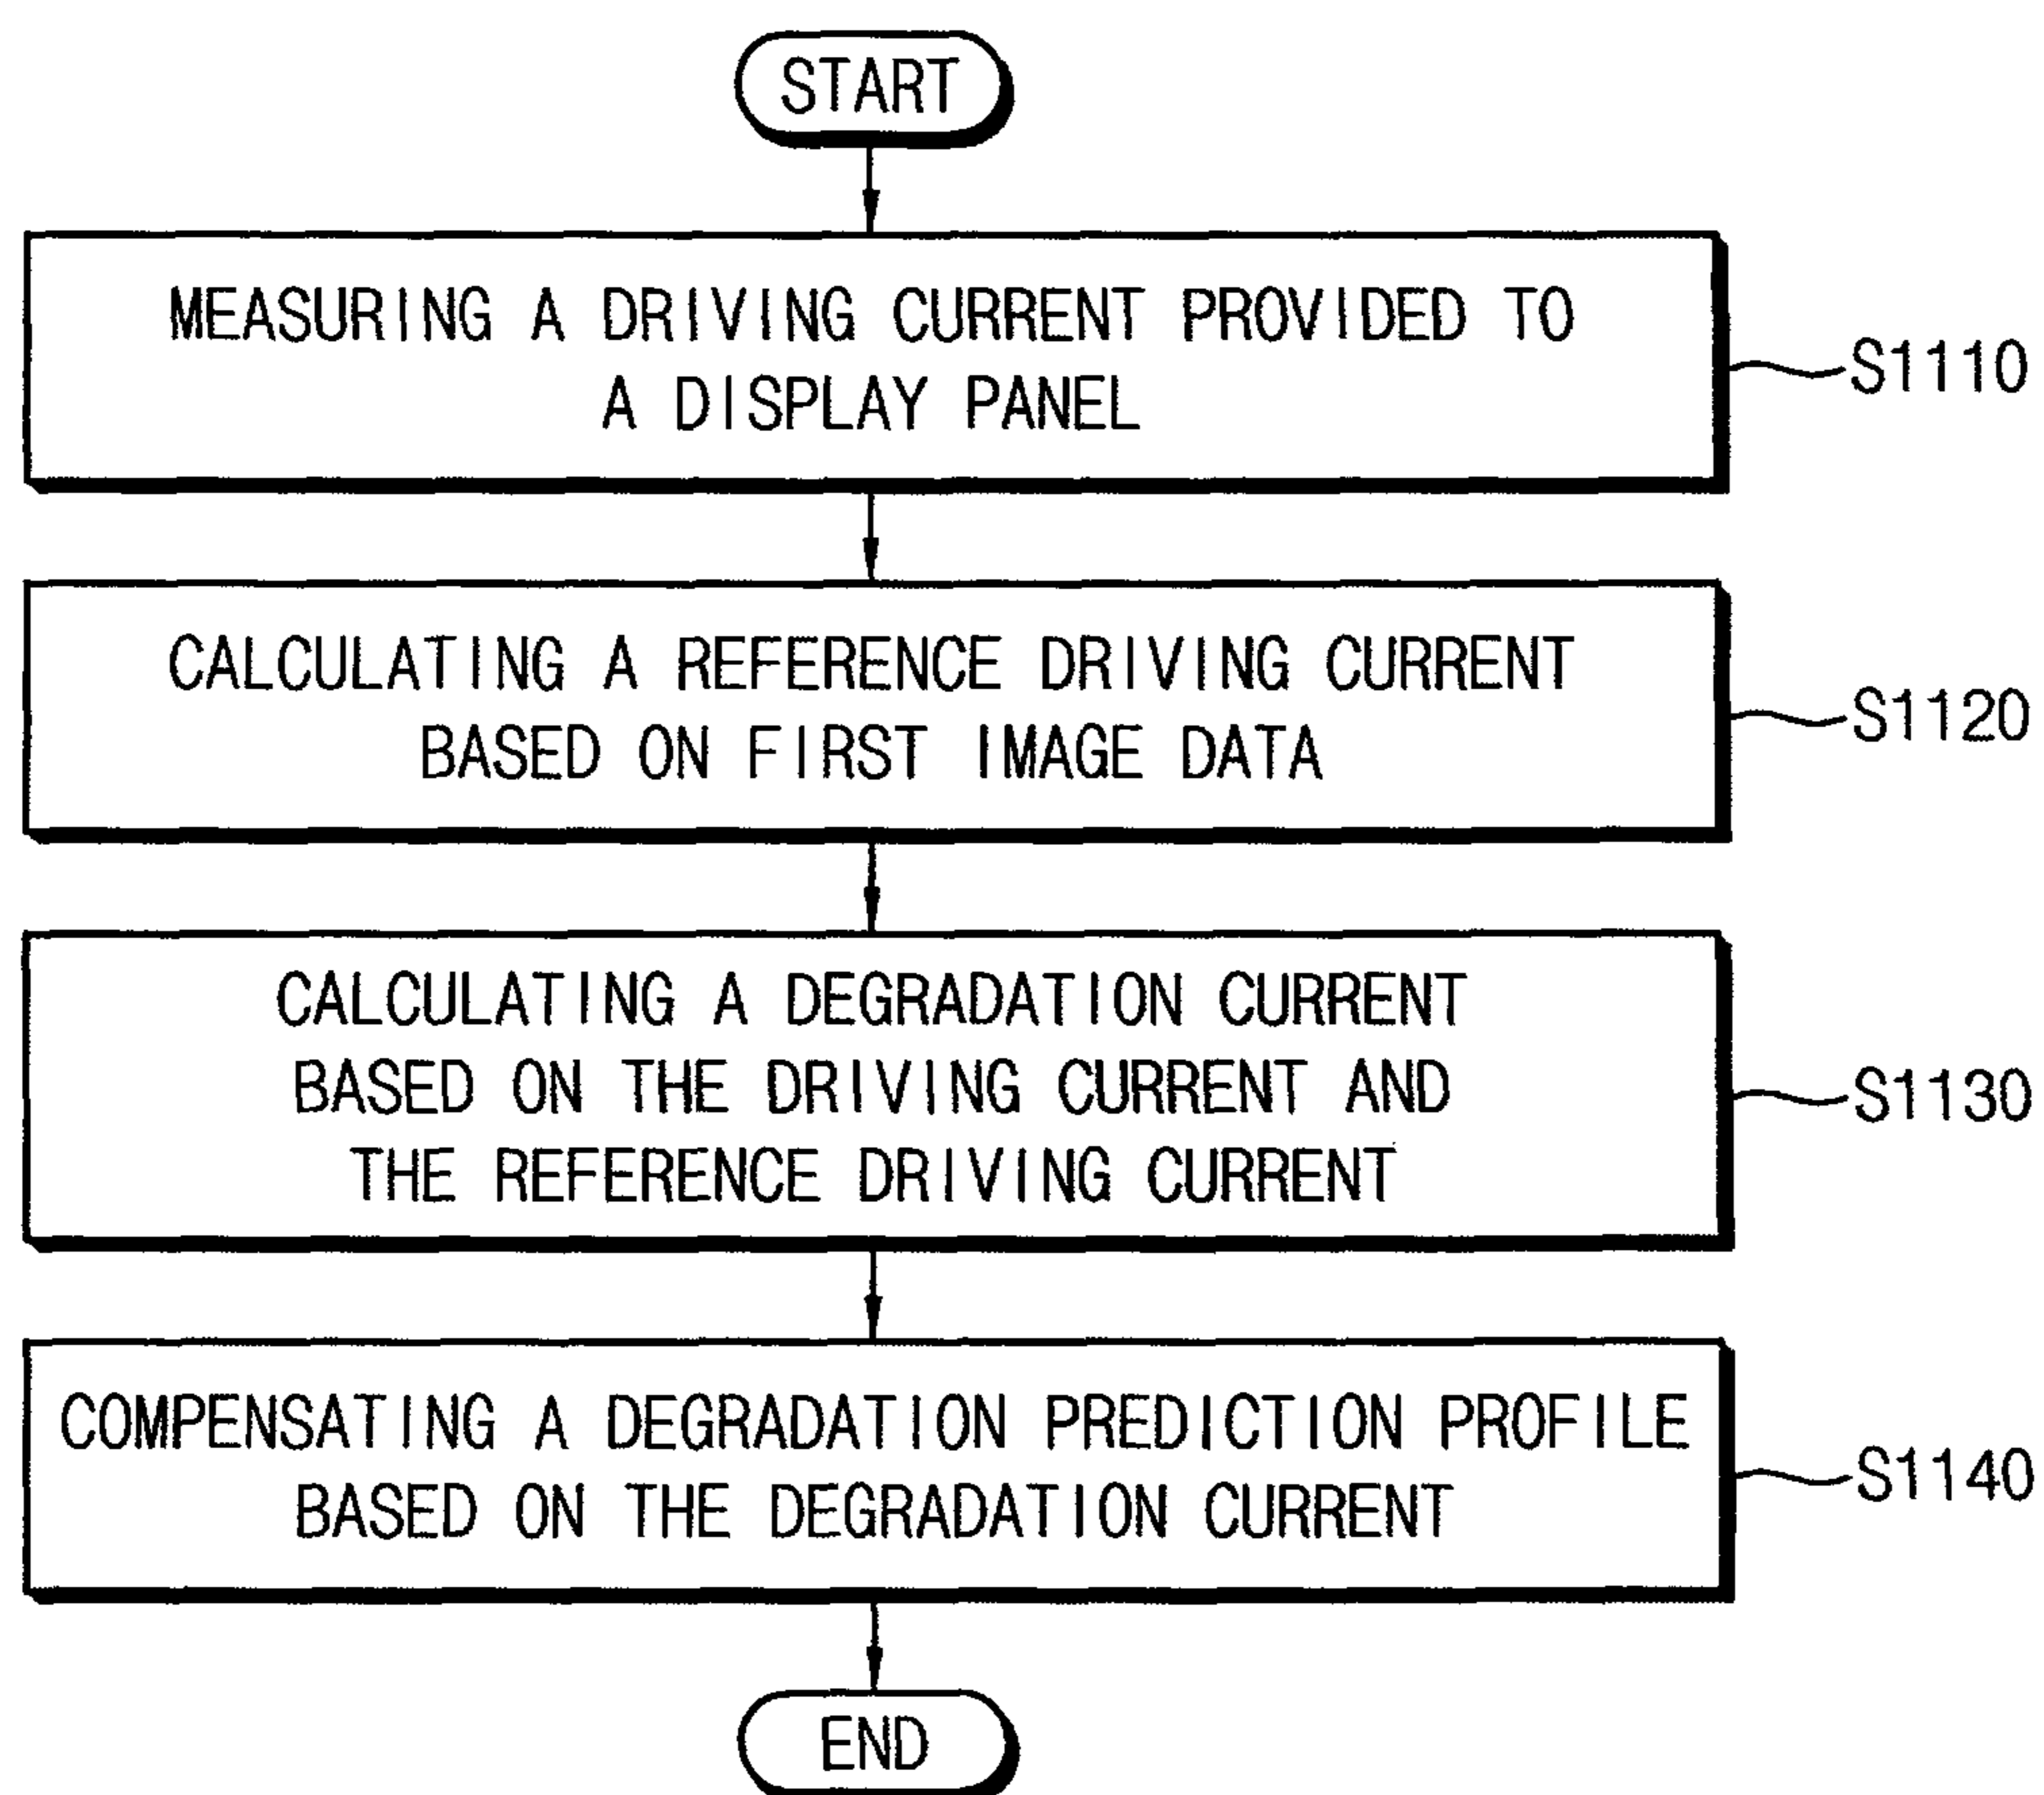 START
MEASURING A DRIVING CURRENT PROVIDED TO
A DISPLAY PANEL
S1110
CALCULATING A REFERENCE DRIVING CURRENT
BASED ON FIRST IMAGE DATA
S1120
CALCULATING A DEGRADATION CURRENT
BASED ON THE DRIVING CURRENT AND
THE REFERENCE DRIVING CURRENT
S1130
COMPENSATING A DEGRADATION PREDICTION PROFILE
BASED ON THE DEGRADATION CURRENT
S1140
END